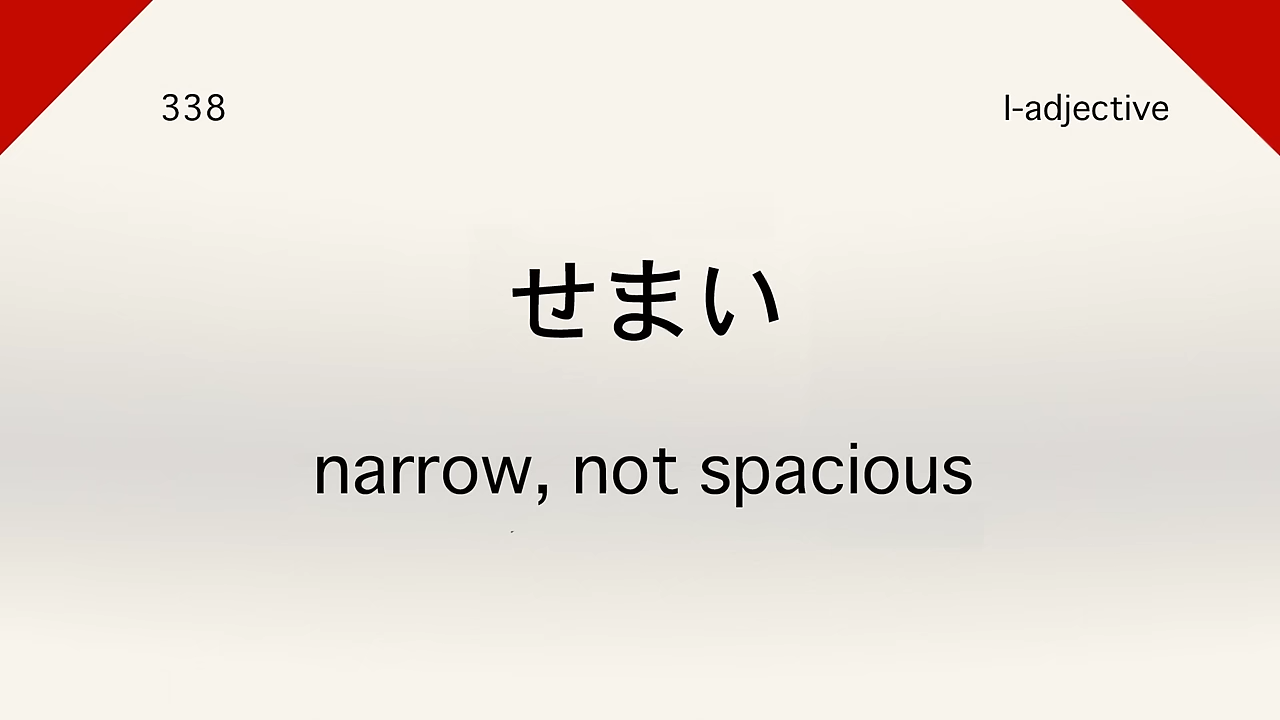 338
I-adjective
せまい
narrow, not spacious